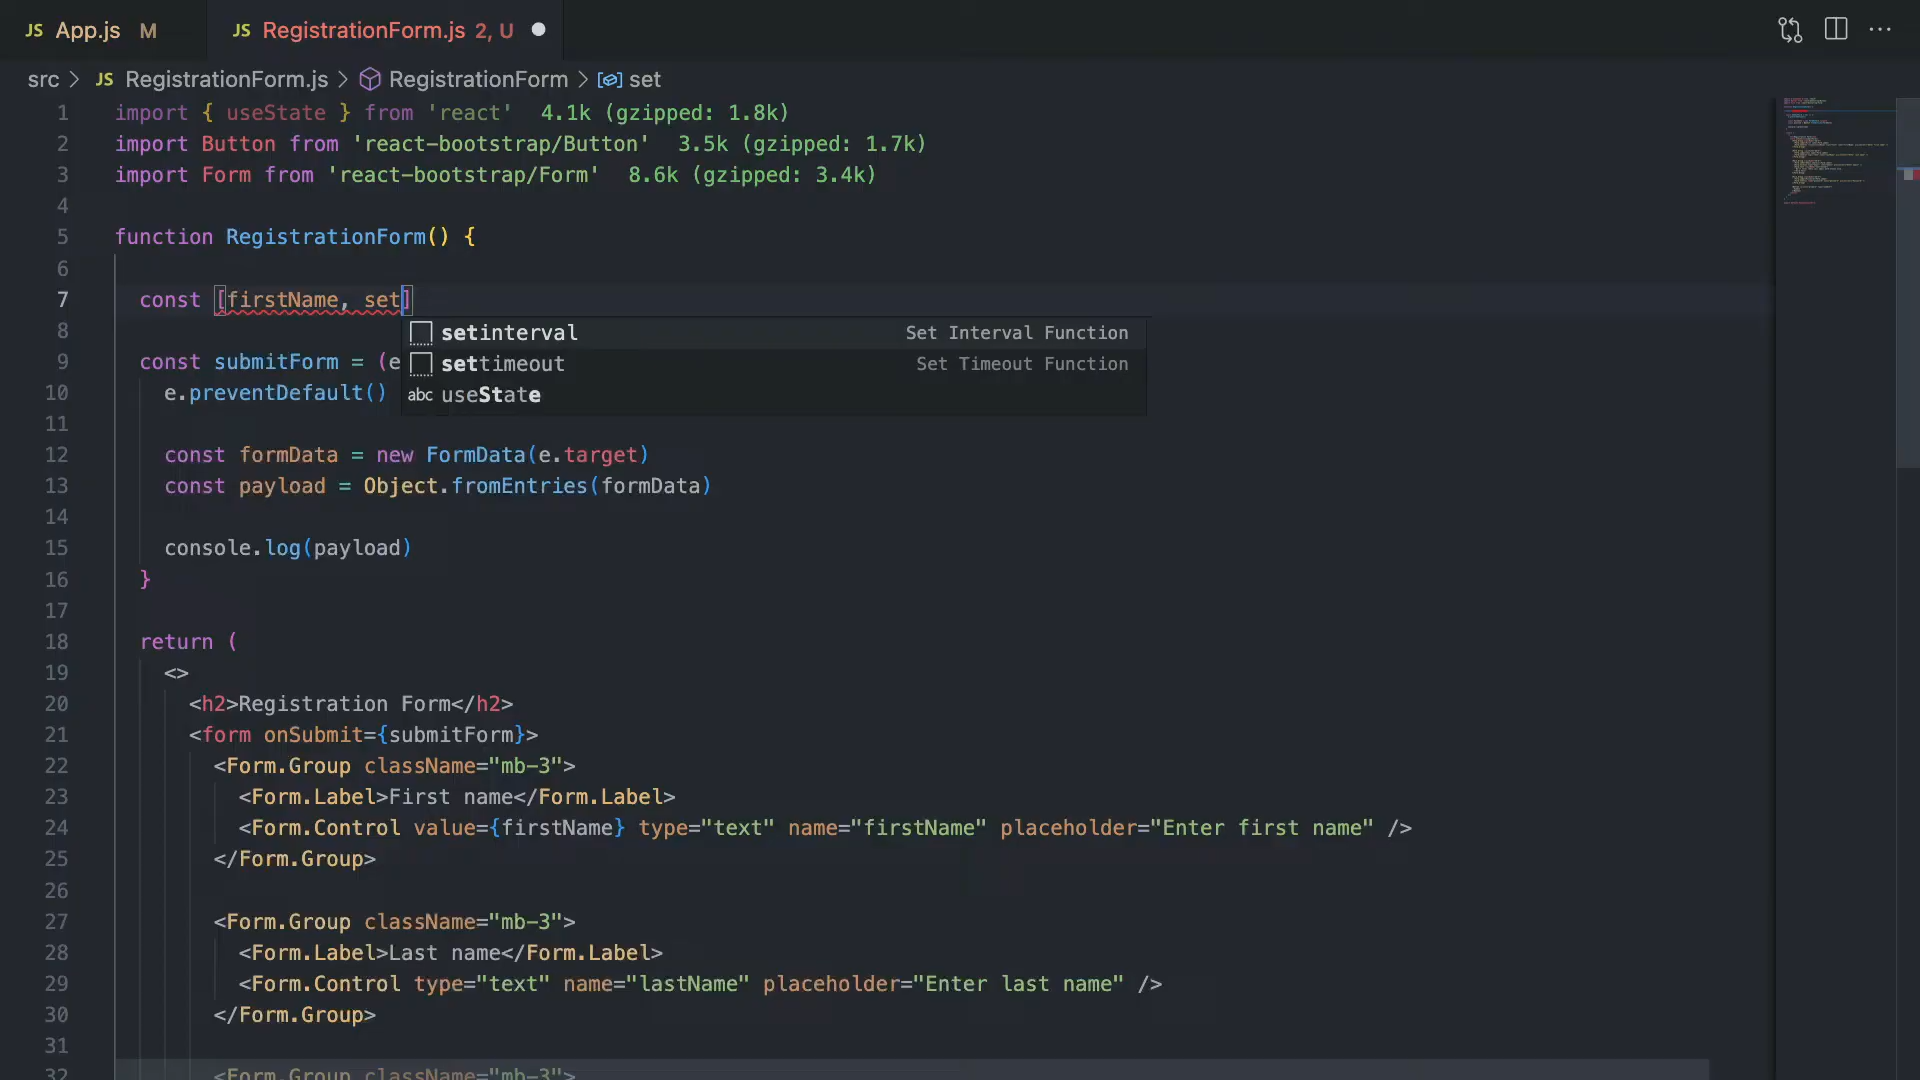 JS App.js M JS RegistrationForm.js 2, U
src > JS RegistrationForm.js > RegistrationForm > set
1 import { useState } from 'react' 4.1k (gzipped: 1.8k)
2 import Button from 'react-bootstrap/Button' 3.5k (gzipped: 1.7k)
3 import Form from 'react-bootstrap/Form' 8.6k (gzipped: 3.4k)
4
5 function RegistrationForm() {
6
7 const [firstName, set]
setinterval Set Interval Function
8
9 const submitForm = (e
settimeout Set Timeout Function
10 e.preventDefault()
abc useState
11
12 const formData = new FormData(e.target)
13 const payload = Object.fromEntries(formData)
14
15 console.log(payload)
16 }
17
18 return (
19 <>
20 <h2>Registration Form</h2>
21 <form onSubmit={submitForm}>
22 <Form.Group className="mb-3">
23 <Form.Label>First name</Form.Label>
24 <Form.Control value={firstName} type="text" name="firstName" placeholder="Enter first name" />
25 </Form.Group>
26
27 <Form.Group className="mb-3">
28 <Form.Label>Last name</Form.Label>
29 <Form.Control type="text" name="lastName" placeholder="Enter last name" />
30 </Form.Group>
31
32 <Form.Group className="mb-3">